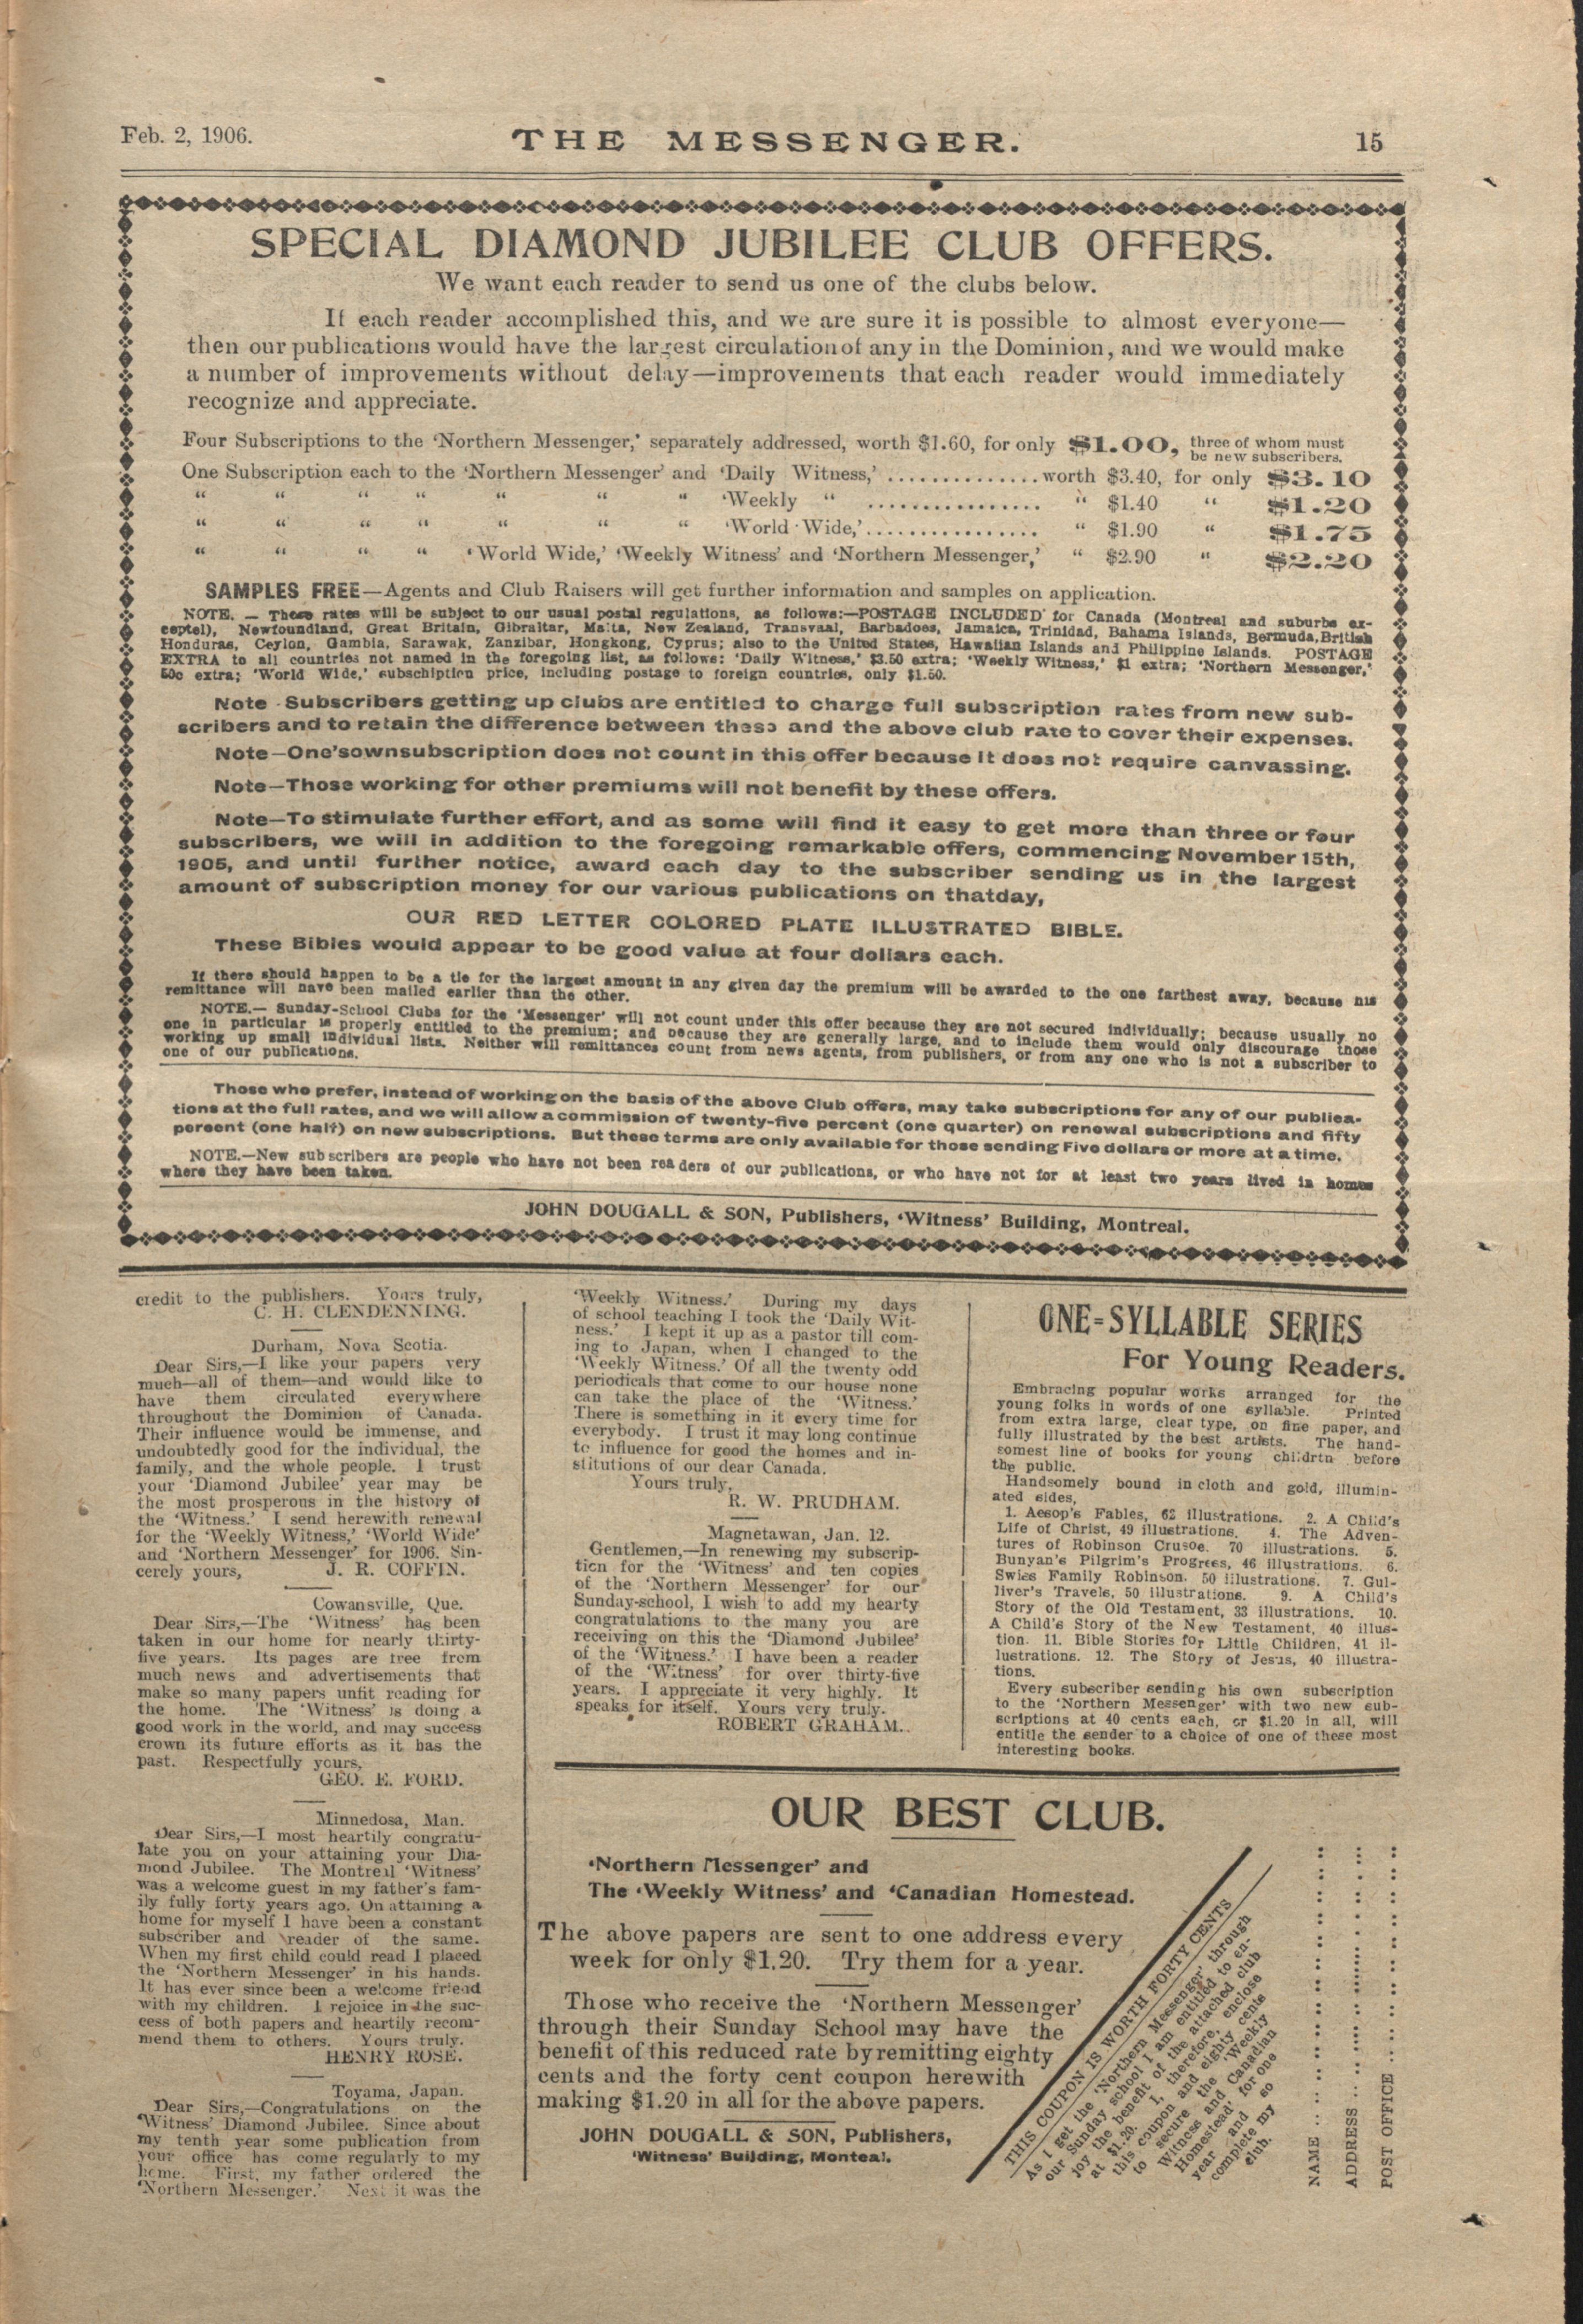 Feb. 2, 1906.
THE MESSENGER.
15
SPECIAL DIAMOND JUBILEE CLUB OFFERS.
We want each reader to send us one of the clubs below.
If each reader accomplished this, and we are sure it is possible to almost everyone—
then our publications would have the largest circulation of any in the Dominion, and we would make
a number of improvements without delay—improvements that each reader would immediately
recognize and appreciate.
Four Subscriptions to the 'Northern Messenger,' separately addressed, worth $1.60, for only $1.00, three of whom must
be new subscribers.
One Subscription each to the 'Northern Messenger' and 'Daily Witness,' .............. worth $3.40, for only $3.10
" " " " " " " 'Weekly " ................ " $1.40 " $1.20
" " " " " " " 'World Wide,' ................ " $1.90 " $1.75
" " " " 'World Wide,' 'Weekly Witness' and 'Northern Messenger,' " $2.90 " $2.20
SAMPLES FREE—Agents and Club Raisers will get further information and samples on application.
NOTE. — These rates will be subject to our usual postal regulations, as follows:—POSTAGE INCLUDED for Canada (Montreal and suburbs ex-
ceptel), Newfoundland, Great Britain, Gibraltar, Malta, New Zealand, Transvaal, Barbadoes, Jamaica, Trinidad, Bahama Islands, Bermuda, British
Honduras, Ceylon, Gambia, Sarawak, Zanzibar, Hongkong, Cyprus; also to the United States, Hawaiian Islands and Philippine Islands. POSTAGE
EXTRA to all countries not named in the foregoing list, as follows: 'Daily Witness,' $3.50 extra; 'Weekly Witness,' $1 extra; 'Northern Messenger,'
50c extra; 'World Wide,' subschiption price, including postage to foreign countries, only $1.50.
Note - Subscribers getting up clubs are entitled to charge full subscription rates from new sub-
scribers and to retain the difference between these and the above club rate to cover their expenses.
Note—One's own subscription does not count in this offer because it does not require canvassing.
Note—Those working for other premiums will not benefit by these offers.
Note—To stimulate further effort, and as some will find it easy to get more than three or four
subscribers, we will in addition to the foregoing remarkable offers, commencing November 15th,
1905, and until further notice, award each day to the subscriber sending us in the largest
amount of subscription money for our various publications on that day,
OUR RED LETTER COLORED PLATE ILLUSTRATED BIBLE.
These Bibles would appear to be good value at four dollars each.
If there should happen to be a tie for the largest amount in any given day the premium will be awarded to the one farthest away, because his
remittance will have been mailed earlier than the other.
NOTE.— Sunday-School Clubs for the 'Messenger' will not count under this offer because they are not secured individually; because usually no
one in particular is properly entitled to the premium; and because they are generally large, and to include them would only discourage those
working up small individual lists. Neither will remittances count from news agents, from publishers, or from any one who is not a subscriber to
one of our publications.
Those who prefer, instead of working on the basis of the above Club offers, may take subscriptions for any of our publica-
tions at the full rates, and we will allow a commission of twenty-five percent (one quarter) on renewal subscriptions and fifty
percent (one half) on new subscriptions. But these terms are only available for those sending Five dollars or more at a time.
NOTE.—New subscribers are people who have not been readers of our publications, or who have not for at least two years lived in homes
where they have been taken.
JOHN DOUGALL & SON, Publishers, 'Witness' Building, Montreal.
credit to the publishers. Yours truly,
C. H. CLENDENNING.
Durham, Nova Scotia.
Dear Sirs,—I like your papers very
much—all of them—and would like to
have them circulated everywhere
throughout the Dominion of Canada.
Their influence would be immense, and
undoubtedly good for the individual, the
family, and the whole people. I trust
your 'Diamond Jubilee' year may be
the most prosperous in the history of
the 'Witness.' I send herewith renewal
for the 'Weekly Witness,' 'World Wide'
and 'Northern Messenger' for 1906. Sin-
cerely yours, J. R. COFFIN.
Cowansville, Que.
Dear Sirs,—The 'Witness' has been
taken in our home for nearly thirty-
five years. Its pages are free from
much news and advertisements that
make so many papers unfit reading for
the home. The 'Witness' is doing a
good work in the world, and may success
crown its future efforts as it has the
past. Respectfully yours,
GEO. E. FORD.
Minnedosa, Man.
Dear Sirs,—I most heartily congratu-
late you on your attaining your Dia-
mond Jubilee. The Montreal 'Witness'
was a welcome guest in my father's fam-
ily fully forty years ago. On attaining a
home for myself I have been a constant
subscriber and reader of the same.
When my first child could read I placed
the 'Northern Messenger' in his hands.
It has ever since been a welcome friend
with my children. I rejoice in the suc-
cess of both papers and heartily recom-
mend them to others. Yours truly.
HENRY ROSE.
Toyama, Japan.
Dear Sirs,—Congratulations on the
'Witness' Diamond Jubilee. Since about
my tenth year some publication from
your office has come regularly to my
home. First, my father ordered the
'Northern Messenger.' Next it was the
'Weekly Witness.' During my days
of school teaching I took the 'Daily Wit-
ness.' I kept it up as a pastor till com-
ing to Japan, when I changed to the
'Weekly Witness.' Of all the twenty odd
periodicals that come to our house none
can take the place of the 'Witness.'
There is something in it every time for
everybody. I trust it may long continue
to influence for good the homes and in-
stitutions of our dear Canada.
Yours truly,
R. W. PRUDHAM.
Magnetawan, Jan. 12.
Gentlemen,—In renewing my subscrip-
tion for the 'Witness' and ten copies
of the 'Northern Messenger' for our
Sunday-school, I wish to add my hearty
congratulations to the many you are
receiving on this the 'Diamond Jubilee'
of the 'Witness.' I have been a reader
of the 'Witness' for over thirty-five
years. I appreciate it very highly. It
speaks for itself. Yours very truly.
ROBERT GRAHAM..
ONE-SYLLABLE SERIES
For Young Readers.
Embracing popular works arranged for the
young folks in words of one syllable. Printed
from extra large, clear type, on fine paper, and
fully illustrated by the best artists. The hand-
somest line of books for young childrtn before
the public.
Handsomely bound in cloth and gold, illumin-
ated sides,
1. Aesop's Fables, 62 illustrations. 2. A Child's
Life of Christ, 49 illustrations. 4. The Adven-
tures of Robinson Crusoe. 70 illustrations. 5.
Bunyan's Pilgrim's Progress, 46 illustrations. 6.
Swiss Family Robinson. 50 illustrations. 7. Gul-
liver's Travels, 50 illustrations. 9. A Child's
Story of the Old Testament, 33 illustrations. 10.
A Child's Story of the New Testament, 40 illus-
tion. 11. Bible Stories for Little Children, 41 il-
lustrations. 12. The Story of Jesus, 40 illustra-
tions.
Every subscriber sending his own subscription
to the 'Northern Messenger' with two new sub-
scriptions at 40 cents each, or $1.20 in all, will
entitle the sender to a choice of one of these most
interesting books.
OUR BEST CLUB.
'Northern Messenger' and
The 'Weekly Witness' and 'Canadian Homestead.
The above papers are sent to one address every
week for only $1.20. Try them for a year.
Those who receive the 'Northern Messenger'
through their Sunday School may have the
benefit of this reduced rate by remitting eighty
cents and the forty cent coupon herewith
making $1.20 in all for the above papers.
JOHN DOUGALL & SON, Publishers,
'Witness' Building, Monteal.
THIS COUPON IS WORTH FORTY CENTS
As I get the 'Northern Messenger' through
our Sunday school I am entitled to en-
joy the benefit of the attached club
at $1.20. I, therefore, enclose
this coupon and eighty cents
to secure the 'Weekly
Witness and Canadian
Homestead' for one
year and so
complete my
club.
NAME .. .. .. .. .. .. .. .. ..
ADDRESS .. .. .... .. ........ .. ...
POST OFFICE .. .. .. .. .. .. ..